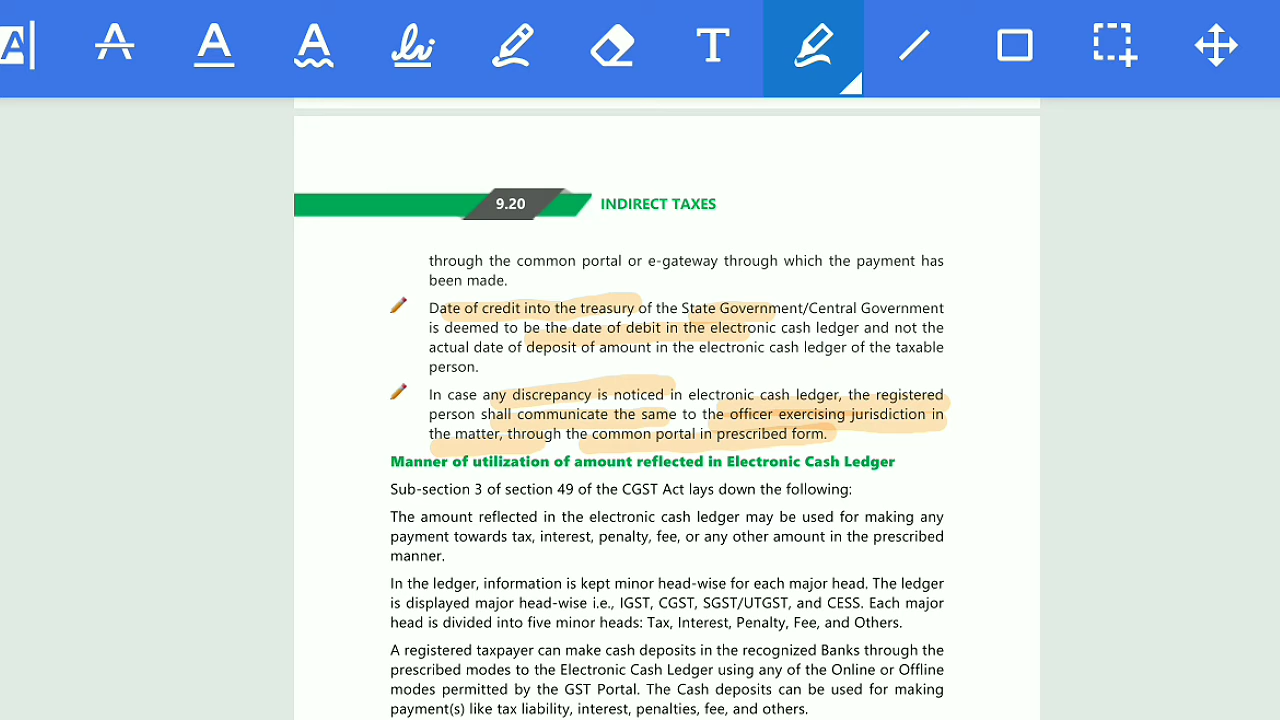 9.20 INDIRECT TAXES
through the common portal or e-gateway through which the payment has
been made.
Date of credit into the treasury of the State Government/Central Government
is deemed to be the date of debit in the electronic cash ledger and not the
actual date of deposit of amount in the electronic cash ledger of the taxable
person.
In case any discrepancy is noticed in electronic cash ledger, the registered
person shall communicate the same to the officer exercising jurisdiction in
the matter, through the common portal in prescribed form.
Manner of utilization of amount reflected in Electronic Cash Ledger
Sub-section 3 of section 49 of the CGST Act lays down the following:
The amount reflected in the electronic cash ledger may be used for making any
payment towards tax, interest, penalty, fee, or any other amount in the prescribed
manner.
In the ledger, information is kept minor head-wise for each major head. The ledger
is displayed major head-wise i.e., IGST, CGST, SGST/UTGST, and CESS. Each major
head is divided into five minor heads: Tax, Interest, Penalty, Fee, and Others.
A registered taxpayer can make cash deposits in the recognized Banks through the
prescribed modes to the Electronic Cash Ledger using any of the Online or Offline
modes permitted by the GST Portal. The Cash deposits can be used for making
payment(s) like tax liability, interest, penalties, fee, and others.